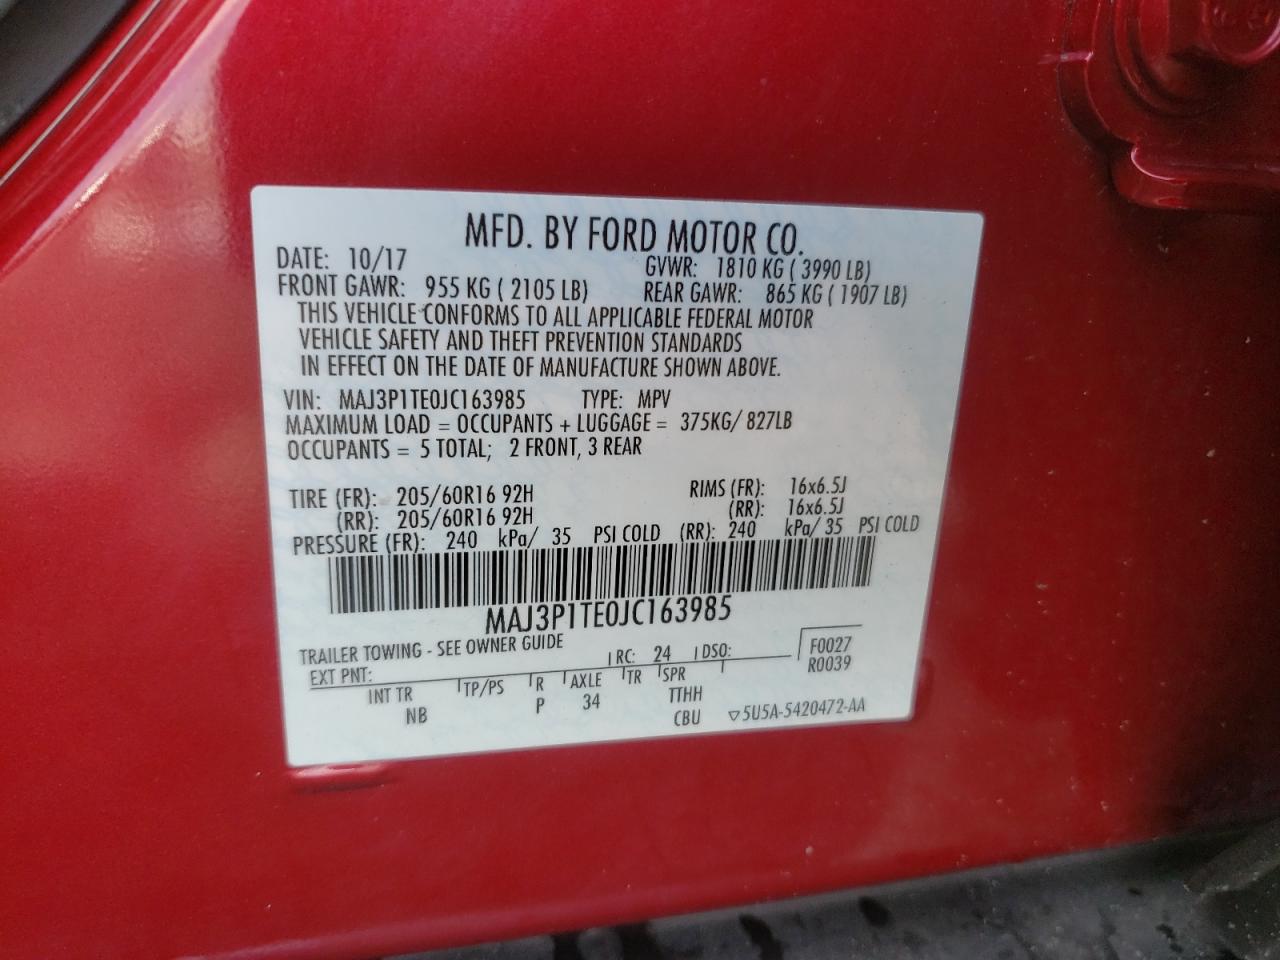 MFD. BY FORD MOTOR CO.
DATE: 10/17 GVWR: 1810 KG ( 3990 LB)
FRONT GAWR: 955 KG ( 2105 LB) REAR GAWR: 865 KG ( 1907 LB)
THIS VEHICLE CONFORMS TO ALL APPLICABLE FEDERAL MOTOR
VEHICLE SAFETY AND THEFT PREVENTION STANDARDS
IN EFFECT ON THE DATE OF MANUFACTURE SHOWN ABOVE.
VIN: MAJ3P1TE0JC163985 TYPE: MPV
MAXIMUM LOAD = OCCUPANTS + LUGGAGE = 375KG/ 827LB
OCCUPANTS = 5 TOTAL; 2 FRONT, 3 REAR
TIRE (FR): 205/60R16 92H RIMS (FR): 16x6.5J
(RR): 205/60R16 92H (RR): 16x6.5J
PRESSURE (FR): 240 kPa/ 35 PSI COLD (RR): 240 kPa/ 35 PSI COLD
MAJ3P1TE0JC163985
TRAILER TOWING - SEE OWNER GUIDE
EXT PNT: RC: 24 DSO: F0027
R0039
INT TR TP/PS R AXLE TR SPR
NB P 34 TTHH
CBU ▽5U5A-5420472-AA